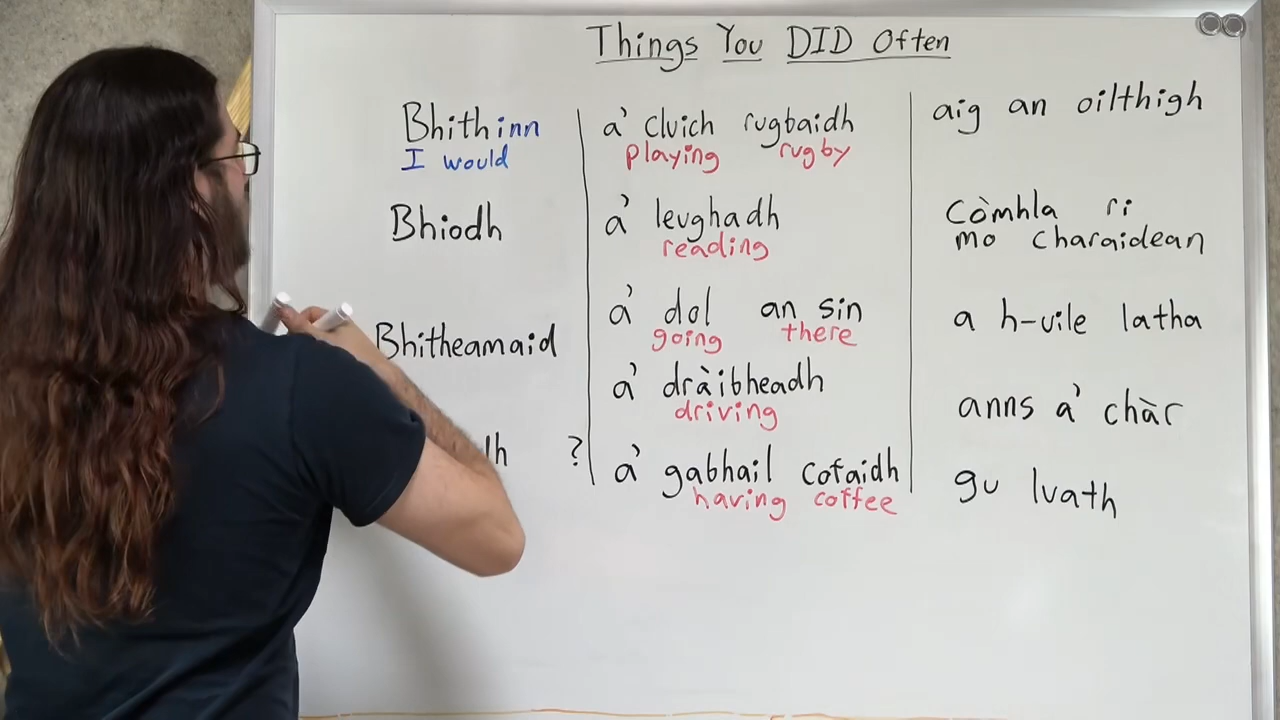 Things You DID Often
Bhithinn
I would
a' cluich rugbaidh
playing rugby
aig an oilthigh
Bhiodh
a' leughadh
reading
còmhla ri
mo charaidean
Bhitheamaid
a' dol an sin
going there
a h-uile latha
a' dràibheadh
driving
anns a' chàr
?
a' gabhail cofaidh
having coffee
gu luath